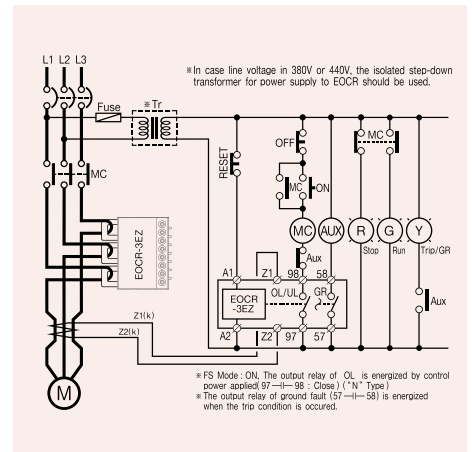 L1 L2 L3
※In case line voltage in 380V or 440V, the isolated step-down
transformer for power supply to EOCR should be used.
Fuse
※Tr
RESET
OFF
MC
MC
MC
ON
MC
AUX
R
G
Y
Stop
Run
Trip/GR
Aux
EOCR-3EZ
A1
Z1
98
58
OL/UL
GR
EOCR
-3EZ
Aux
A2
Z2
97
57
Z1(k)
Z2(k)
M
※FS Mode : ON, The output relay of OL is energized by control
power applied(97 ⊣⊢ 98 : Close) ("N" Type)
※The output relay of ground fault (57 ⊣⊢ 58) is energized
when the trip condition is occured.